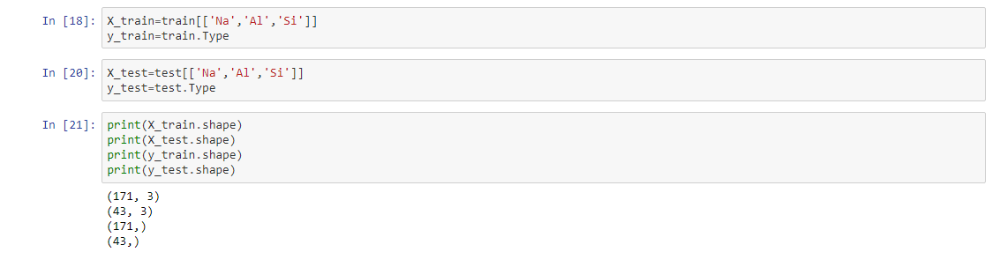 In [18]: X_train=train[['Na','Al','Si']]
y_train=train.Type
In [20]: X_test=test[['Na','Al','Si']]
y_test=test.Type
In [21]: print(X_train.shape)
print(X_test.shape)
print(y_train.shape)
print(y_test.shape)
(171, 3)
(43, 3)
(171,)
(43,)